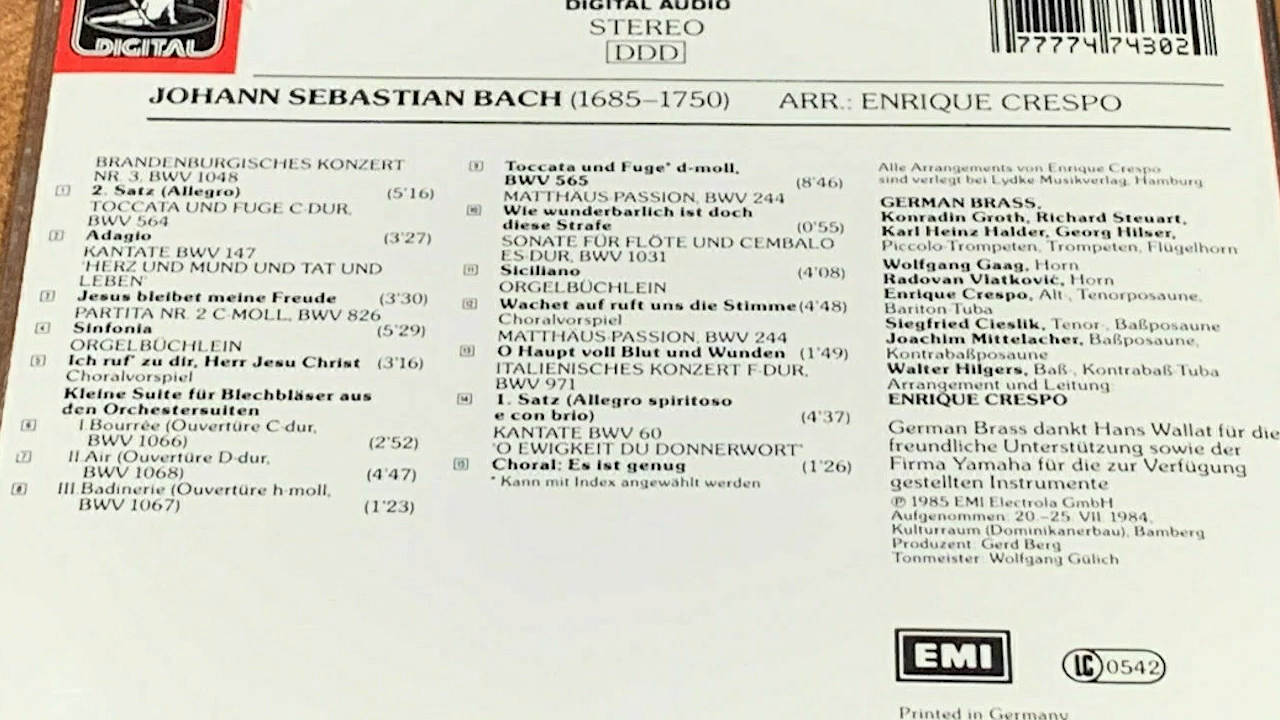 DIGITAL
DIGITAL AUDIO
STEREO
DDD
77774 74302
JOHANN SEBASTIAN BACH (1685–1750) ARR.: ENRIQUE CRESPO
BRANDENBURGISCHES KONZERT
NR. 3, BWV 1048
1 2. Satz (Allegro) (5'16)
TOCCATA UND FUGE C-DUR,
BWV 564
2 Adagio (3'27)
KANTATE BWV 147
'HERZ UND MUND UND TAT UND
LEBEN'
3 Jesus bleibet meine Freude (3'30)
PARTITA NR. 2 C-MOLL, BWV 826
4 Sinfonia (5'29)
ORGELBÜCHLEIN
5 Ich ruf' zu dir, Herr Jesu Christ (3'16)
Choralvorspiel
Kleine Suite für Blechbläser aus
den Orchestersuiten
6 I.Bourrée (Ouvertüre C-dur,
BWV 1066) (2'52)
7 II.Air (Ouvertüre D-dur,
BWV 1068) (4'47)
8 III.Badinerie (Ouvertüre h-moll,
BWV 1067) (1'23)
9 Toccata und Fuge* d-moll,
BWV 565 (8'46)
MATTHÄUS-PASSION, BWV 244
10 Wie wunderbarlich ist doch
diese Strafe (0'55)
SONATE FÜR FLÖTE UND CEMBALO
ES-DUR, BWV 1031
11 Siciliano (4'08)
ORGELBÜCHLEIN
12 Wachet auf ruft uns die Stimme (4'48)
Choralvorspiel
MATTHÄUS-PASSION, BWV 244
13 O Haupt voll Blut und Wunden (1'49)
ITALIENISCHES KONZERT F-DUR,
BWV 971
14 1. Satz (Allegro spiritoso
e con brio) (4'37)
KANTATE BWV 60
'O EWIGKEIT DU DONNERWORT'
15 Choral: Es ist genug (1'26)
* Kann mit Index angewählt werden
Alle Arrangements von Enrique Crespo
sind verlegt bei Lydke Musikverlag, Hamburg
GERMAN BRASS,
Konradin Groth, Richard Steuart,
Karl Heinz Halder, Georg Hilser,
Piccolo-Trompeten, Trompeten, Flügelhorn
Wolfgang Gaag, Horn
Radovan Vlatković, Horn
Enrique Crespo, Alt-, Tenorposaune,
Bariton-Tuba
Siegfried Cieslik, Tenor-, Baßposaune
Joachim Mittelacher, Baßposaune,
Kontrabaßposaune
Walter Hilgers, Baß-, Kontrabaß-Tuba
Arrangement und Leitung:
ENRIQUE CRESPO
German Brass dankt Hans Wallat für die
freundliche Unterstützung sowie der
Firma Yamaha für die zur Verfügung
gestellten Instrumente
℗ 1985 EMI Electrola GmbH
Aufgenommen: 20.–25. VII. 1984,
Kulturraum (Dominikanerbau), Bamberg
Produzent: Gerd Berg
Tonmeister: Wolfgang Gülich
EMI LC 0542
Printed in Germany